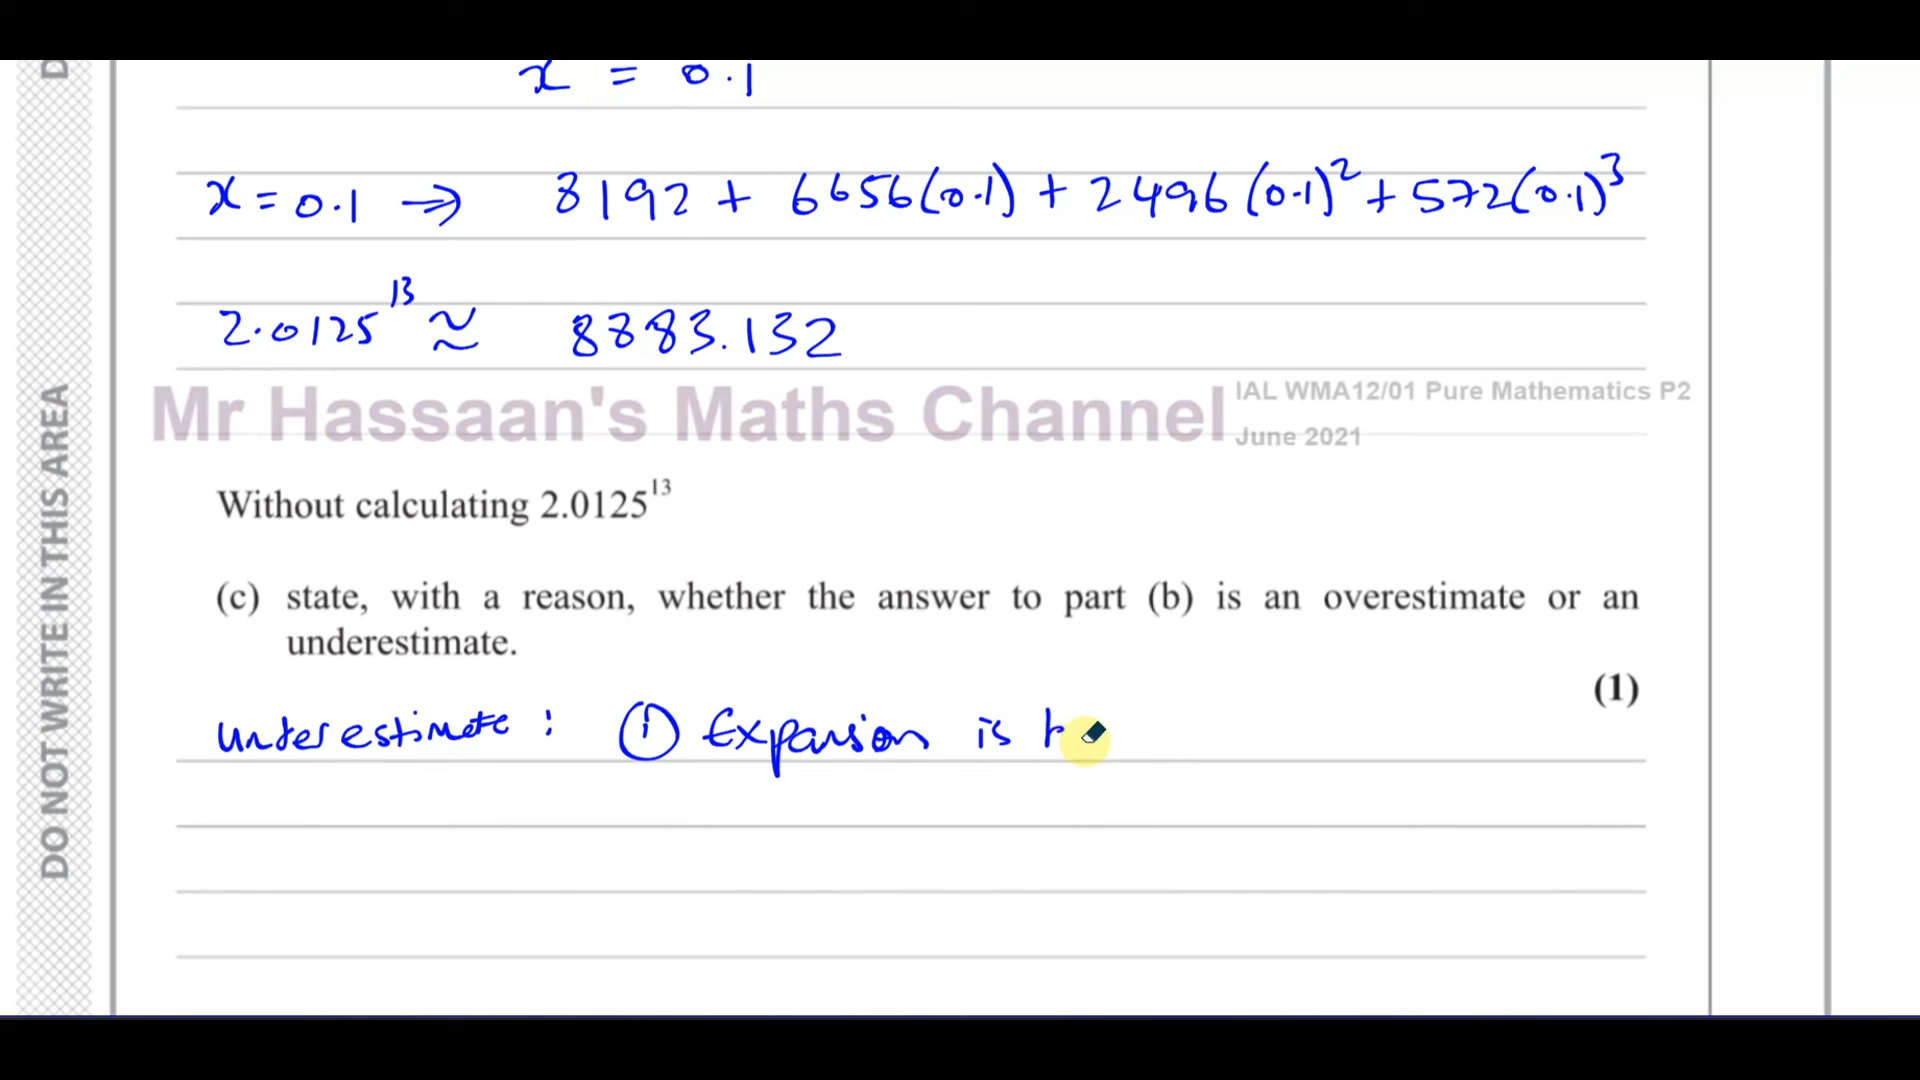 x = 0.1
x = 0.1 ⇒ 8192 + 6656(0.1) + 2496(0.1)² + 572(0.1)³
2.0125¹³ ≈ 8883.132
Mr Hassaan's Maths Channel
IAL WMA12/01 Pure Mathematics P2
June 2021
Without calculating 2.0125¹³
(c) state, with a reason, whether the answer to part (b) is an overestimate or an
underestimate.
(1)
underestimate : ① Expansion is
DO NOT WRITE IN THIS AREA
D